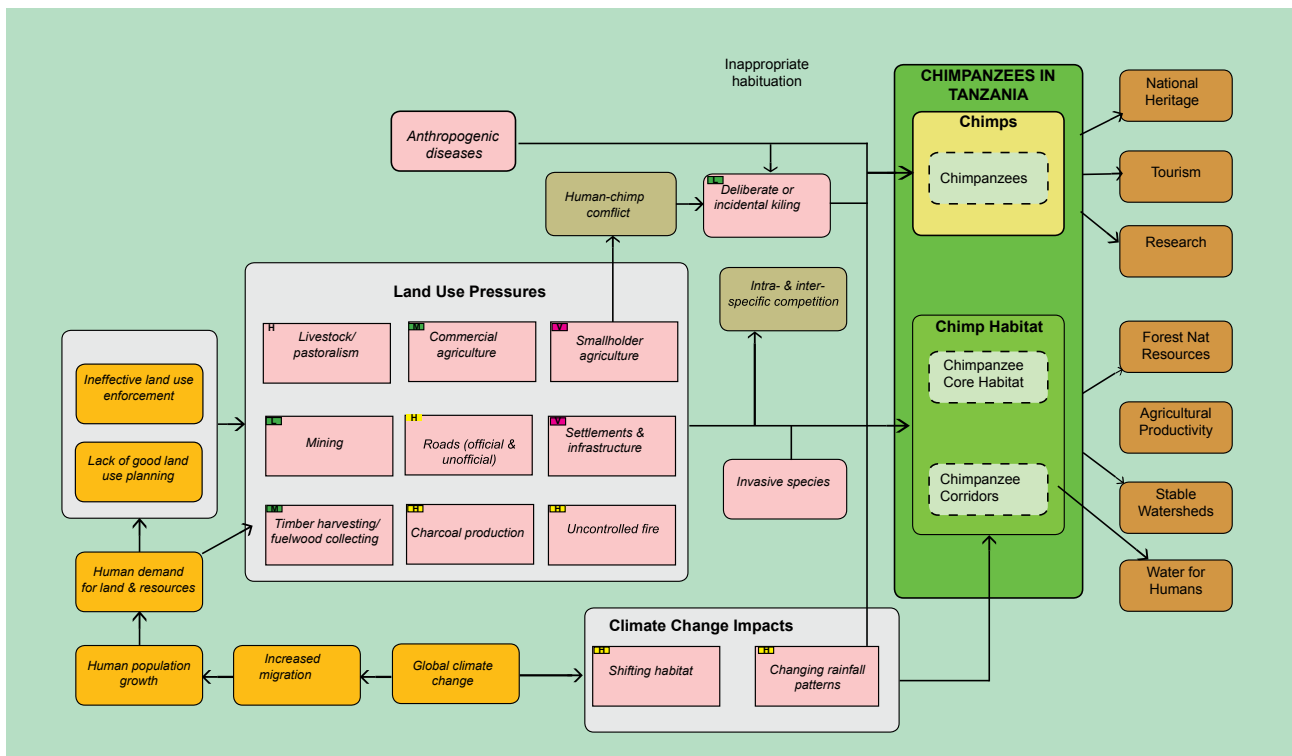 Inappropriate
habituation
CHIMPANZEES IN
TANZANIA
National
Heritage
Anthropogenic
diseases
Chimps
Chimpanzees
Tourism
Human-chimp
comflict
L
Deliberate or
incidental kiling
Research
Land Use Pressures
Intra- & inter-
specific competition
H
Livestock/
pastoralism
M
Commercial
agriculture
V
Smallholder
agriculture
Chimp Habitat
Forest Nat
Resources
Ineffective land use
enforcement
Chimpanzee
Core Habitat
Agricultural
Productivity
L
Mining
H
Roads (official &
unofficial)
V
Settlements &
infrastructure
Lack of good land
use planning
Invasive species
Chimpanzee
Corridors
Stable
Watersheds
M
Timber harvesting/
fuelwood collecting
H
Charcoal production
H
Uncontrolled fire
Human demand
for land & resources
Water for
Humans
Climate Change Impacts
Human population
growth
Increased
migration
Global climate
change
H
Shifting habitat
H
Changing rainfall
patterns